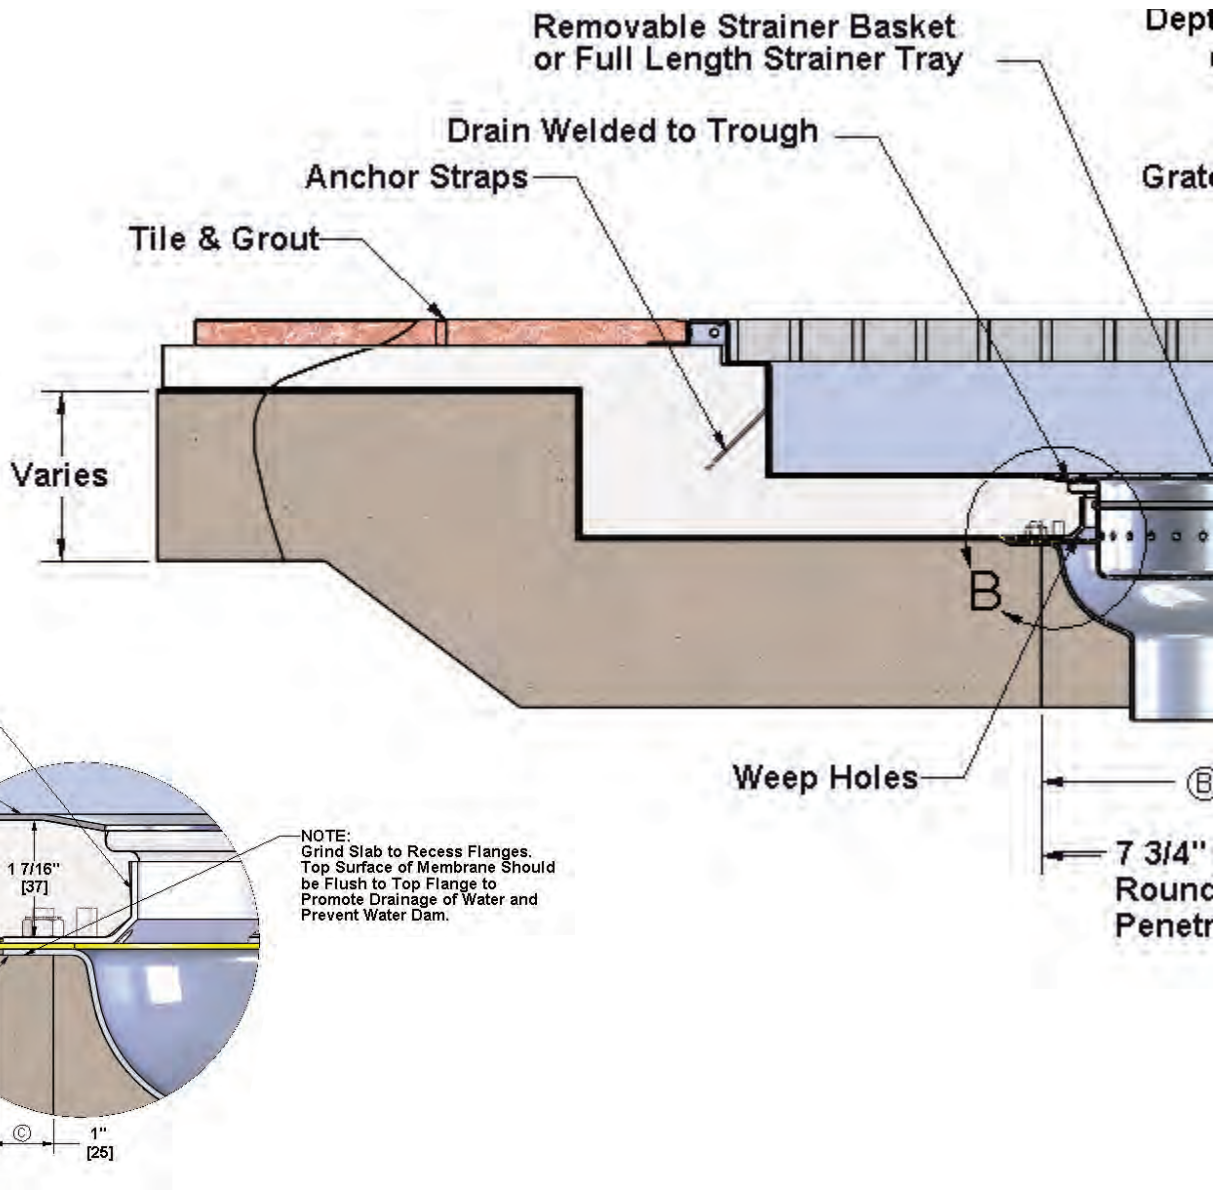 Removable Strainer Basket
or Full Length Strainer Tray
Drain Welded to Trough
Anchor Straps
Tile & Grout
Varies
B
Weep Holes
B
7 3/4"
Round
NOTE:
Grind Slab to Recess Flanges.
Top Surface of Membrane Should
be Flush to Top Flange to
Promote Drainage of Water and
Prevent Water Dam.
1 7/16"
[37]
C
1"
[25]